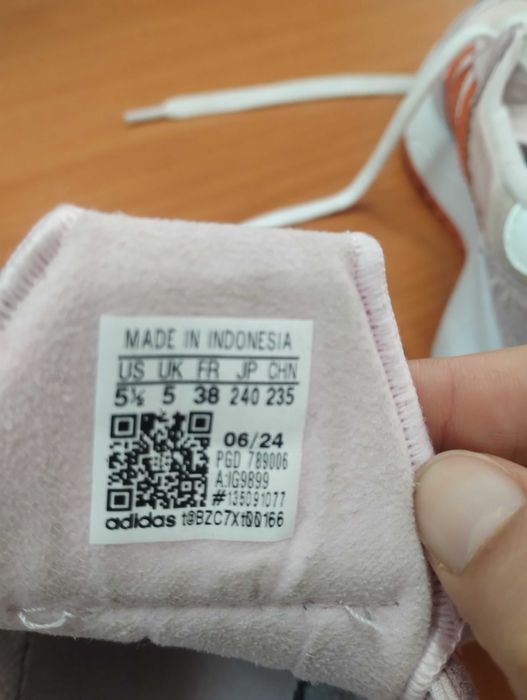 MADE IN INDONESIA
US UK FR JP CHN
5½ 5 38 240 235
06/24
PGD 789006
A:IG9899
#135091077
adidas t@BZC7Xt00166